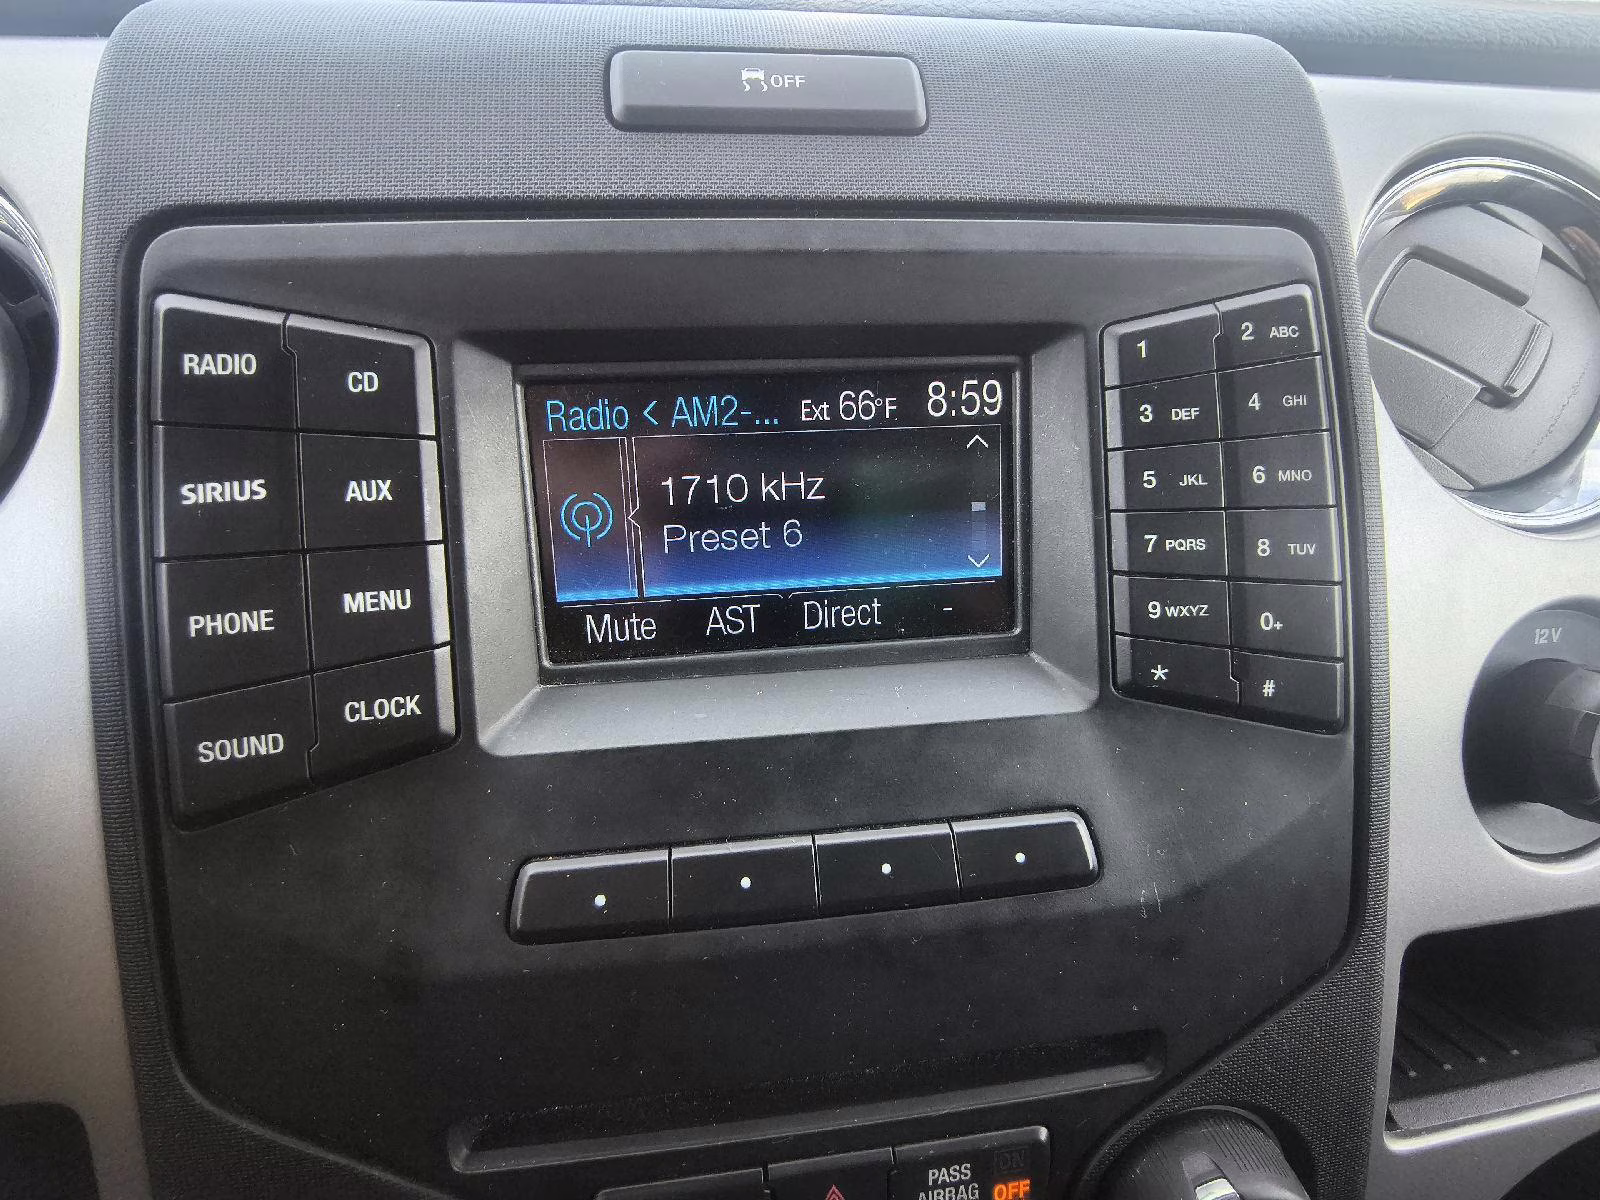 OFF
RADIO
CD
SIRIUS
AUX
PHONE
MENU
SOUND
CLOCK
Radio < AM2-... Ext 66°F 8:59
1710 kHz
Preset 6
Mute AST Direct -
1
2 ABC
3 DEF
4 GHI
5 JKL
6 MNO
7 PQRS
8 TUV
9 WXYZ
0+
*
#
12V
PASS ON
AIRBAG OFF